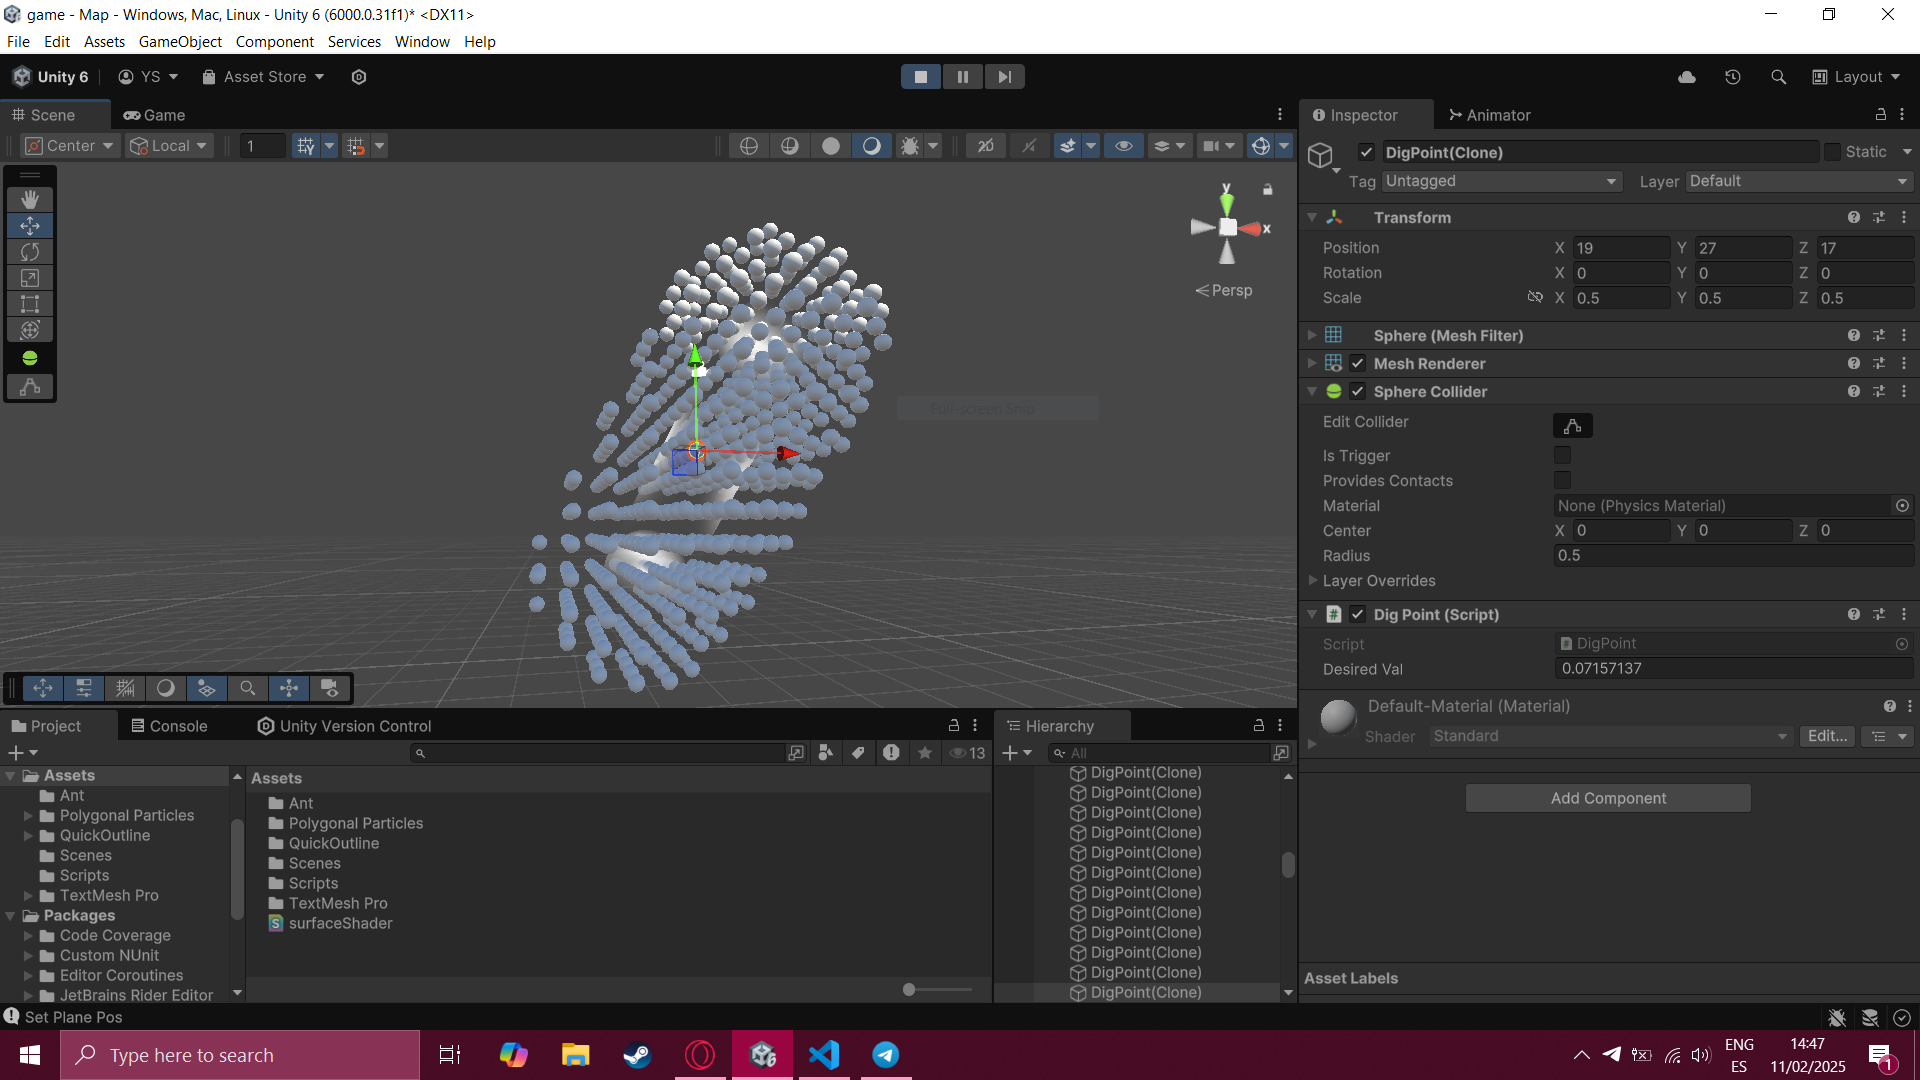 game - Map - Windows, Mac, Linux - Unity 6 (6000.0.31f1)* <DX11>
File Edit Assets GameObject Component Services Window Help
Unity 6 YS Asset Store Layout
Scene Game
Center Local 1 2D
y
x
Persp
Full-screen Snip
Inspector Animator
DigPoint(Clone) Static
Tag Untagged Layer Default
Transform
Position X 19 Y 27 Z 17
Rotation X 0 Y 0 Z 0
Scale X 0.5 Y 0.5 Z 0.5
Sphere (Mesh Filter)
Mesh Renderer
Sphere Collider
Edit Collider
Is Trigger
Provides Contacts
Material None (Physics Material)
Center X 0 Y 0 Z 0
Radius 0.5
Layer Overrides
Dig Point (Script)
Script DigPoint
Desired Val 0.07157137
Default-Material (Material)
Shader Standard Edit...
Add Component
Asset Labels
Project Console Unity Version Control
13
Assets
Ant
Polygonal Particles
QuickOutline
Scenes
Scripts
TextMesh Pro
Packages
Code Coverage
Custom NUnit
Editor Coroutines
JetBrains Rider Editor
Assets
Ant
Polygonal Particles
QuickOutline
Scenes
Scripts
TextMesh Pro
surfaceShader
Hierarchy
All
DigPoint(Clone)
DigPoint(Clone)
DigPoint(Clone)
DigPoint(Clone)
DigPoint(Clone)
DigPoint(Clone)
DigPoint(Clone)
DigPoint(Clone)
DigPoint(Clone)
DigPoint(Clone)
DigPoint(Clone)
DigPoint(Clone)
Set Plane Pos
Type here to search
ENG
ES
14:47
11/02/2025
1